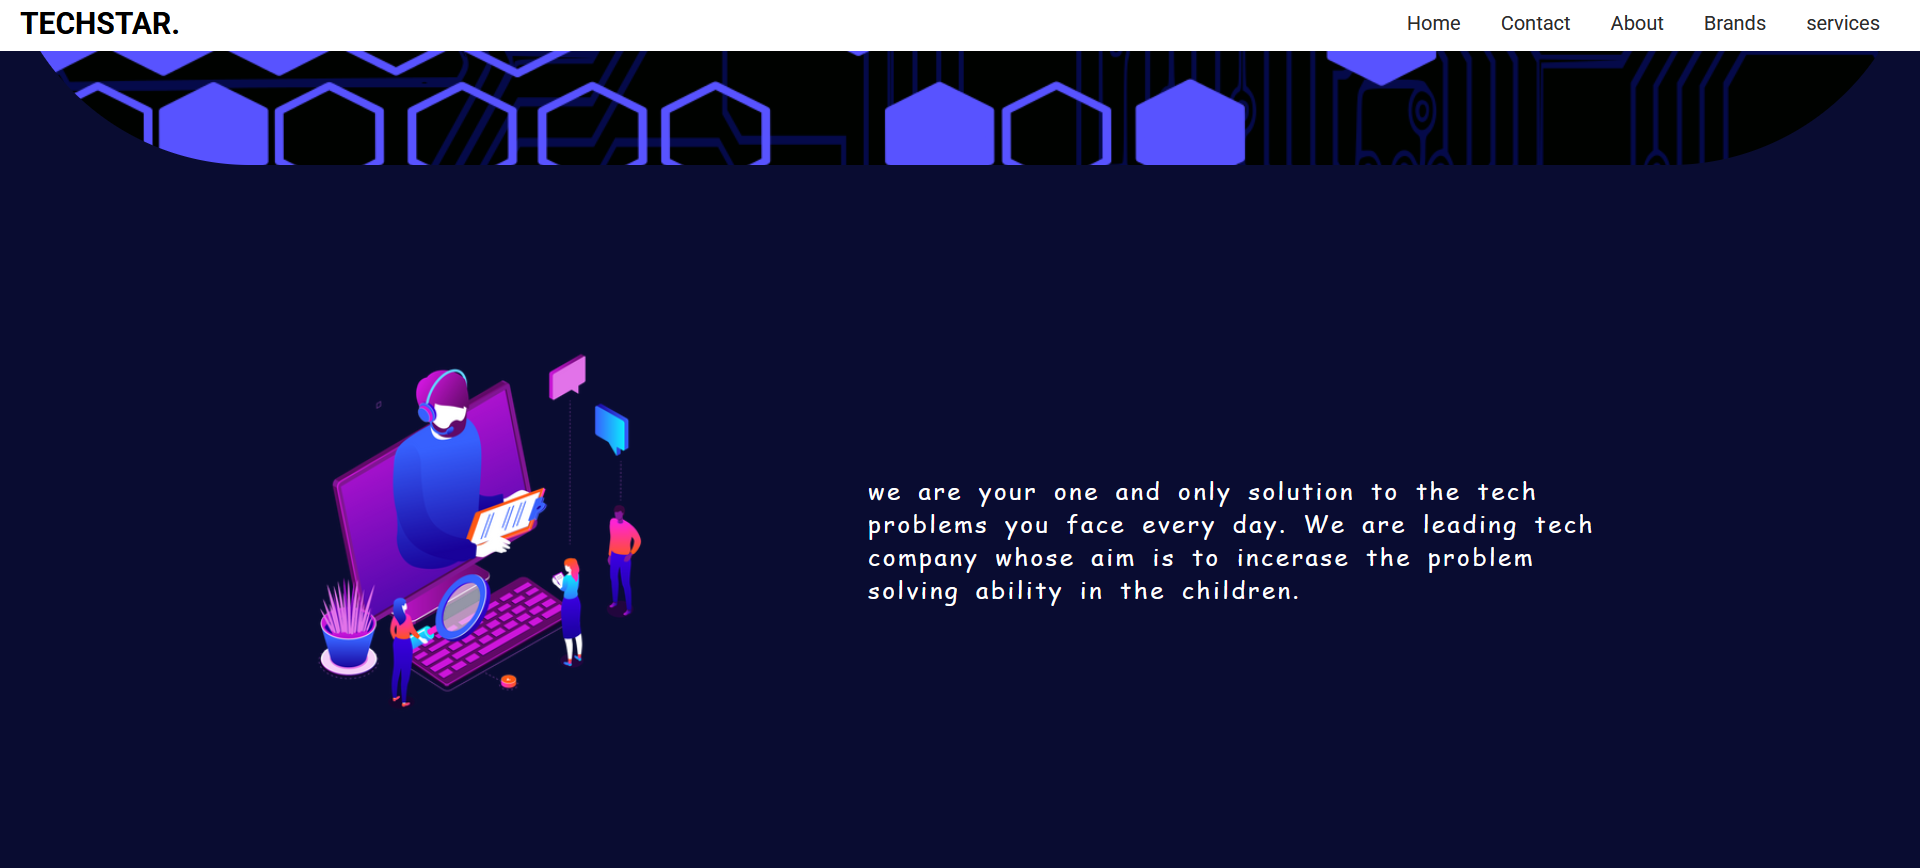 TECHSTAR.
Home Contact About Brands services
we are your one and only solution to the tech
problems you face every day. We are leading tech
company whose aim is to incerase the problem
solving ability in the children.